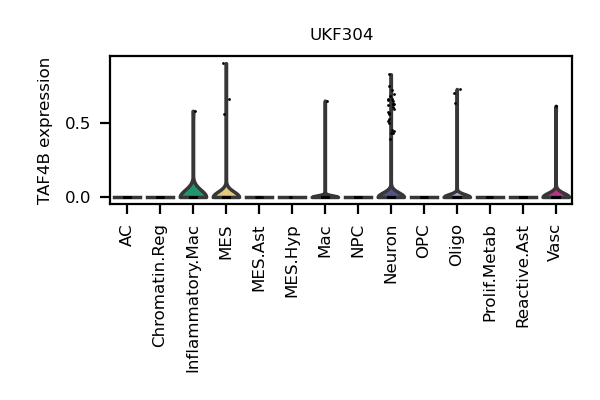 UKF304
TAF4B expression
0.5
0.0
AC
Chromatin.Reg
Inflammatory.Mac
MES
MES.Ast
MES.Hyp
Mac
NPC
Neuron
OPC
Oligo
Prolif.Metab
Reactive.Ast
Vasc